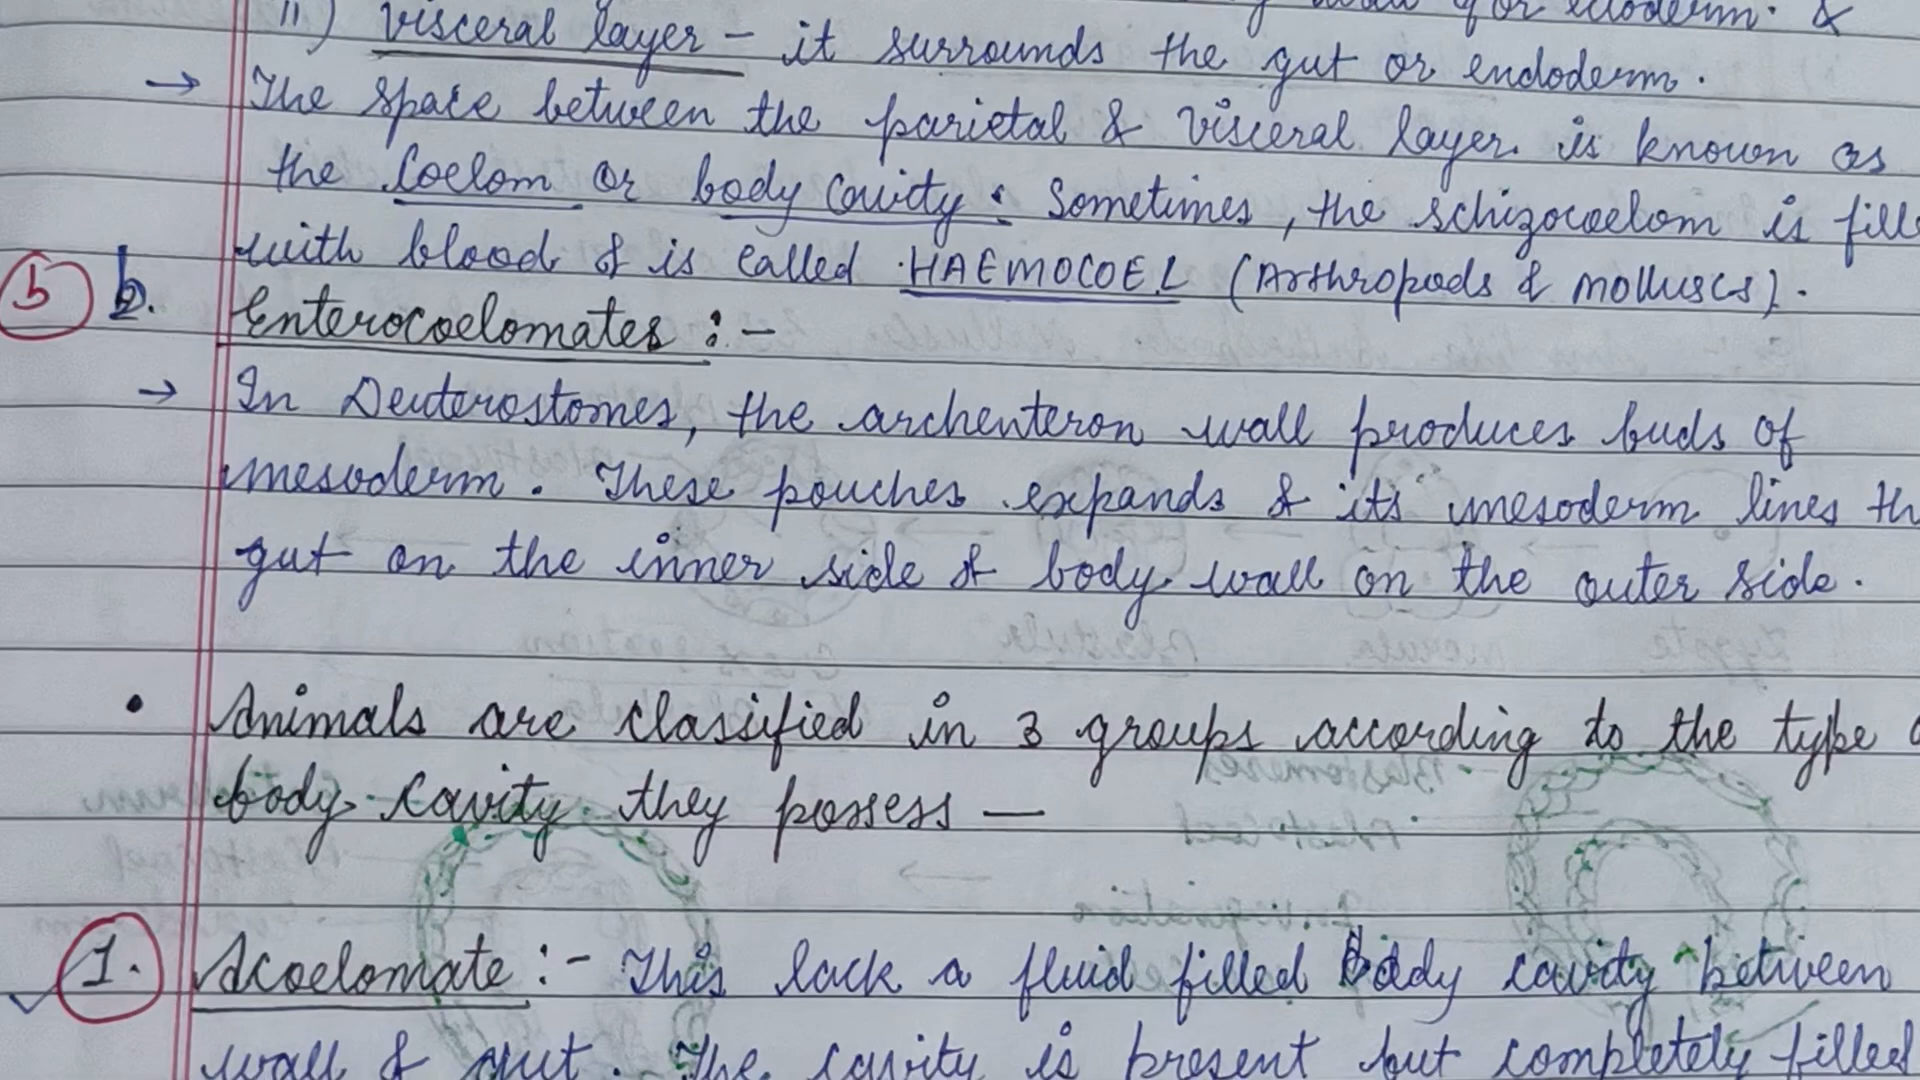 ii) visceral layer - it surrounds the gut or endoderm.
→ The space between the parietal & visceral layer is known as
the Coelom or body cavity: Sometimes, the schizocoelom is fill
with blood & is called HAEMOCOEL (Arthropods & Molluscs).
b b. Enterocoelomates :-
→ In Deuterostomes, the archenteron wall produces buds of
mesoderm. These pouches expands & "its" mesoderm lines th
gut on the inner side & body wall on the outer side.
• Animals are classified in 3 groups according to the type
body cavity they possess —
1. Acoelomate :- This lack a fluid filled Body cavity between
wall & gut. The cavity is present but completely filled